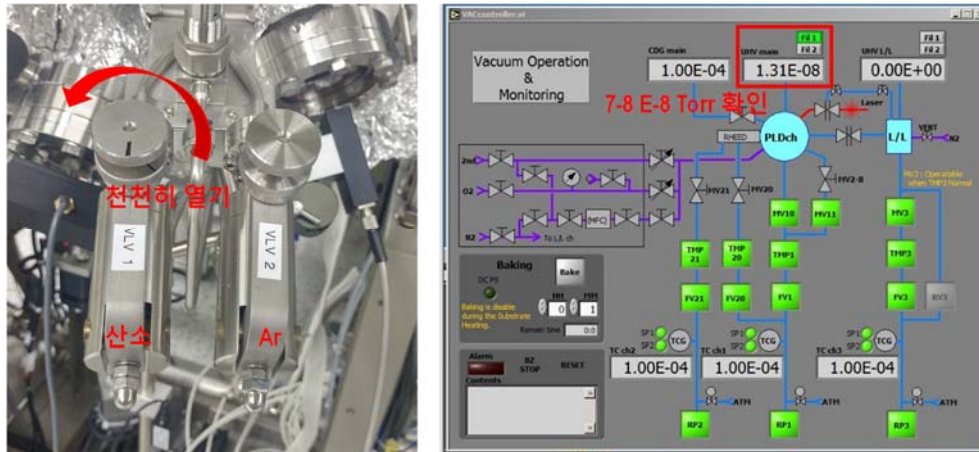 천천히 열기
VLV 1
VLV 2
산소
Ar
VACcontroller.vi
Vacuum Operation
&
Monitoring
CDG main
1.00E-04
UHV main
Fil 1
Fil 2
1.31E-08
UHV L/L
Fil 1
Fil 2
0.00E+00
7-8 E-8 Torr 확인
Laser
RHEED
PLDch
L/L
VENT
N2
2nd
O2
N2
(MFC)
To L/L ch
MV21
MV20
MV2-B
MV3 : Operatable
when TMP3 Normal
MV10
MV11
MV3
TMP
21
TMP
20
TMP1
TMP3
FV21
FV20
FV1
FV3
RV3
Baking
DC PS
Bake
Baking is disable
during the Substrate
Heating.
HH
MM
0
1
Remain time
0:0
SP1
SP2
TCG
SP1
SP2
TCG
SP1
SP2
TCG
TC ch2
1.00E-04
TC ch1
1.00E-04
TC ch3
1.00E-04
Alarm
BZ
STOP
RESET
Contents
ATM
ATM
ATM
RP2
RP1
RP3